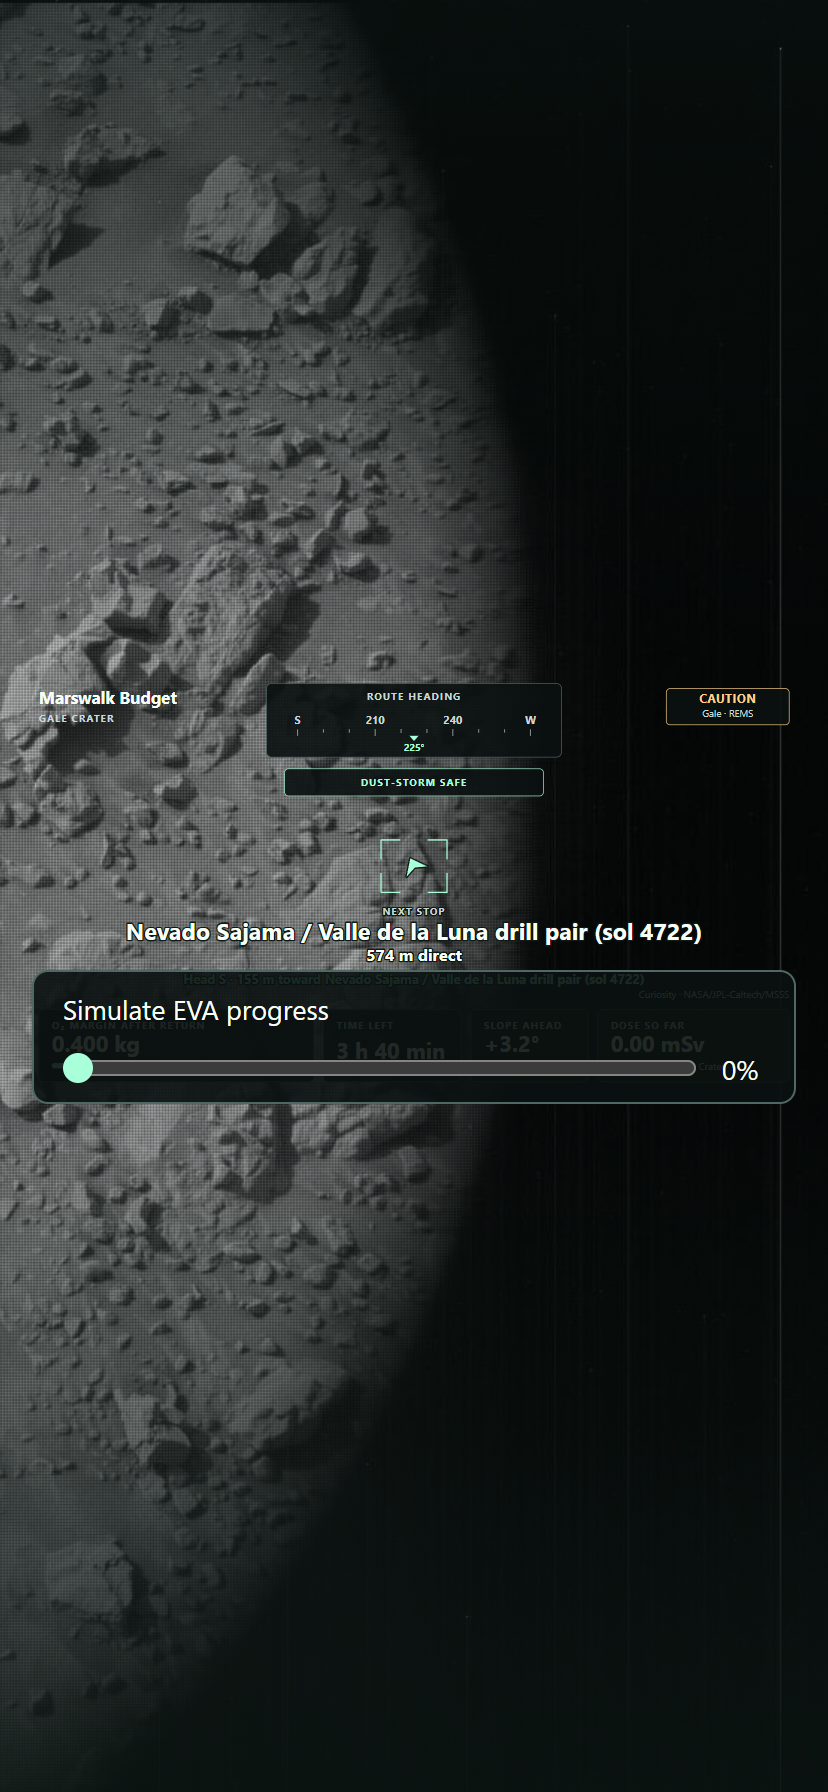 Marswalk Budget
GALE CRATER
ROUTE HEADING
S 210 240 W
225°
CAUTION
Gale · REMS
DUST-STORM SAFE
NEXT STOP
Nevado Sajama / Valle de la Luna drill pair (sol 4722)
574 m direct
Head S · 155 m toward Nevado Sajama / Valle de la Luna drill pair (sol 4722)
Curiosity · NASA/JPL-Caltech/MSSS
Simulate EVA progress
O₂ MARGIN AFTER RETURN
0.400 kg
TIME LEFT
3 h 40 min
SLOPE AHEAD
+3.2°
DOSE SO FAR
0.00 mSv
0%